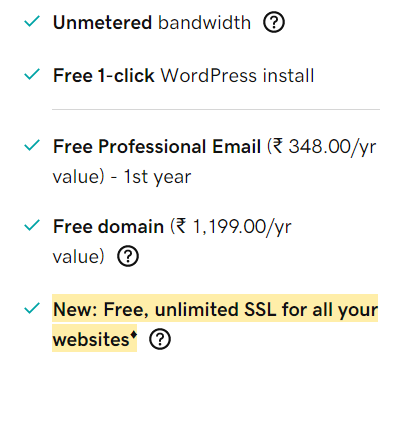 Unmetered bandwidth ?
Free 1-click WordPress install
Free Professional Email (₹ 348.00/yr
value) - 1st year
Free domain (₹ 1,199.00/yr
value) ?
New: Free, unlimited SSL for all your
websites♦ ?